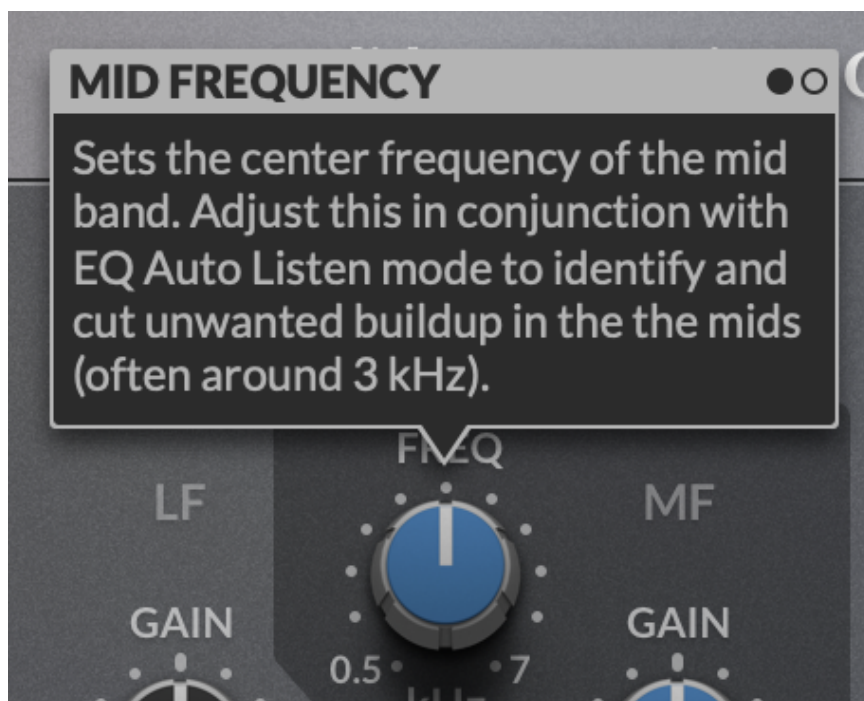 MID FREQUENCY
Sets the center frequency of the mid
band. Adjust this in conjunction with
EQ Auto Listen mode to identify and
cut unwanted buildup in the the mids
(often around 3 kHz).
FREQ
LF
MF
GAIN
GAIN
0.5
7
kHz